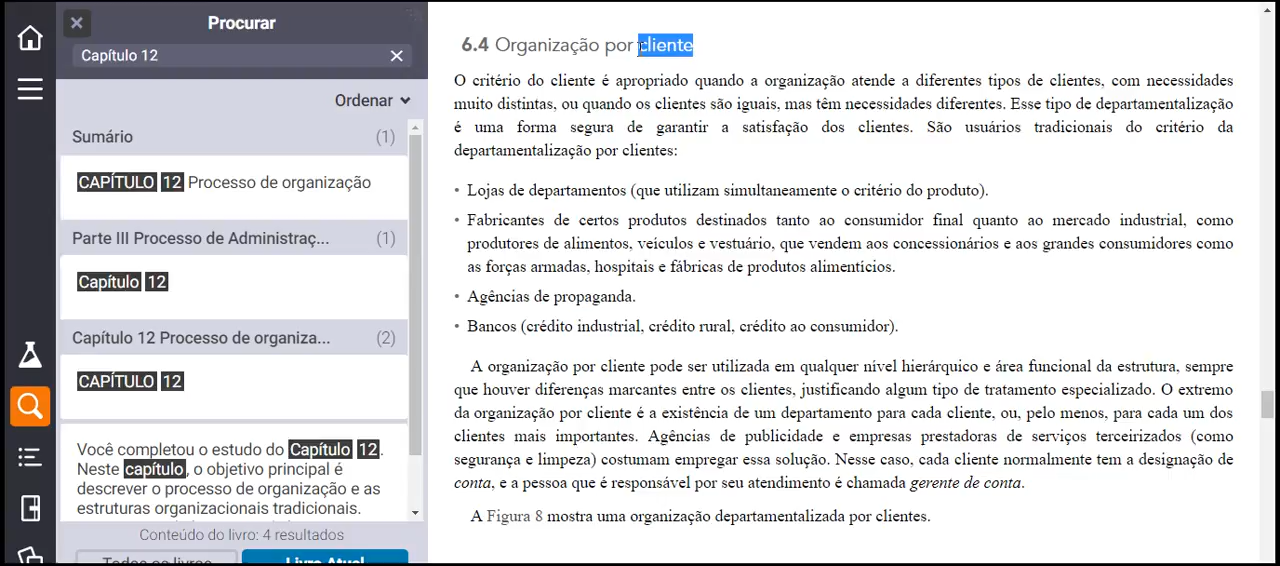 Procurar
Capítulo 12
Ordenar
Sumário (1)
CAPÍTULO 12 Processo de organização
Parte III Processo de Administraç... (1)
Capítulo 12
Capítulo 12 Processo de organiza... (2)
CAPÍTULO 12
Você completou o estudo do Capítulo 12.
Neste capítulo, o objetivo principal é
descrever o processo de organização e as
estruturas organizacionais tradicionais.
Conteúdo do livro: 4 resultados
Todos os livros
Livro Atual
6.4 Organização por cliente
O critério do cliente é apropriado quando a organização atende a diferentes tipos de clientes, com necessidades
muito distintas, ou quando os clientes são iguais, mas têm necessidades diferentes. Esse tipo de departamentalização
é uma forma segura de garantir a satisfação dos clientes. São usuários tradicionais do critério da
departamentalização por clientes:
• Lojas de departamentos (que utilizam simultaneamente o critério do produto).
• Fabricantes de certos produtos destinados tanto ao consumidor final quanto ao mercado industrial, como
produtores de alimentos, veículos e vestuário, que vendem aos concessionários e aos grandes consumidores como
as forças armadas, hospitais e fábricas de produtos alimentícios.
• Agências de propaganda.
• Bancos (crédito industrial, crédito rural, crédito ao consumidor).
A organização por cliente pode ser utilizada em qualquer nível hierárquico e área funcional da estrutura, sempre
que houver diferenças marcantes entre os clientes, justificando algum tipo de tratamento especializado. O extremo
da organização por cliente é a existência de um departamento para cada cliente, ou, pelo menos, para cada um dos
clientes mais importantes. Agências de publicidade e empresas prestadoras de serviços terceirizados (como
segurança e limpeza) costumam empregar essa solução. Nesse caso, cada cliente normalmente tem a designação de
conta, e a pessoa que é responsável por seu atendimento é chamada gerente de conta.
A Figura 8 mostra uma organização departamentalizada por clientes.